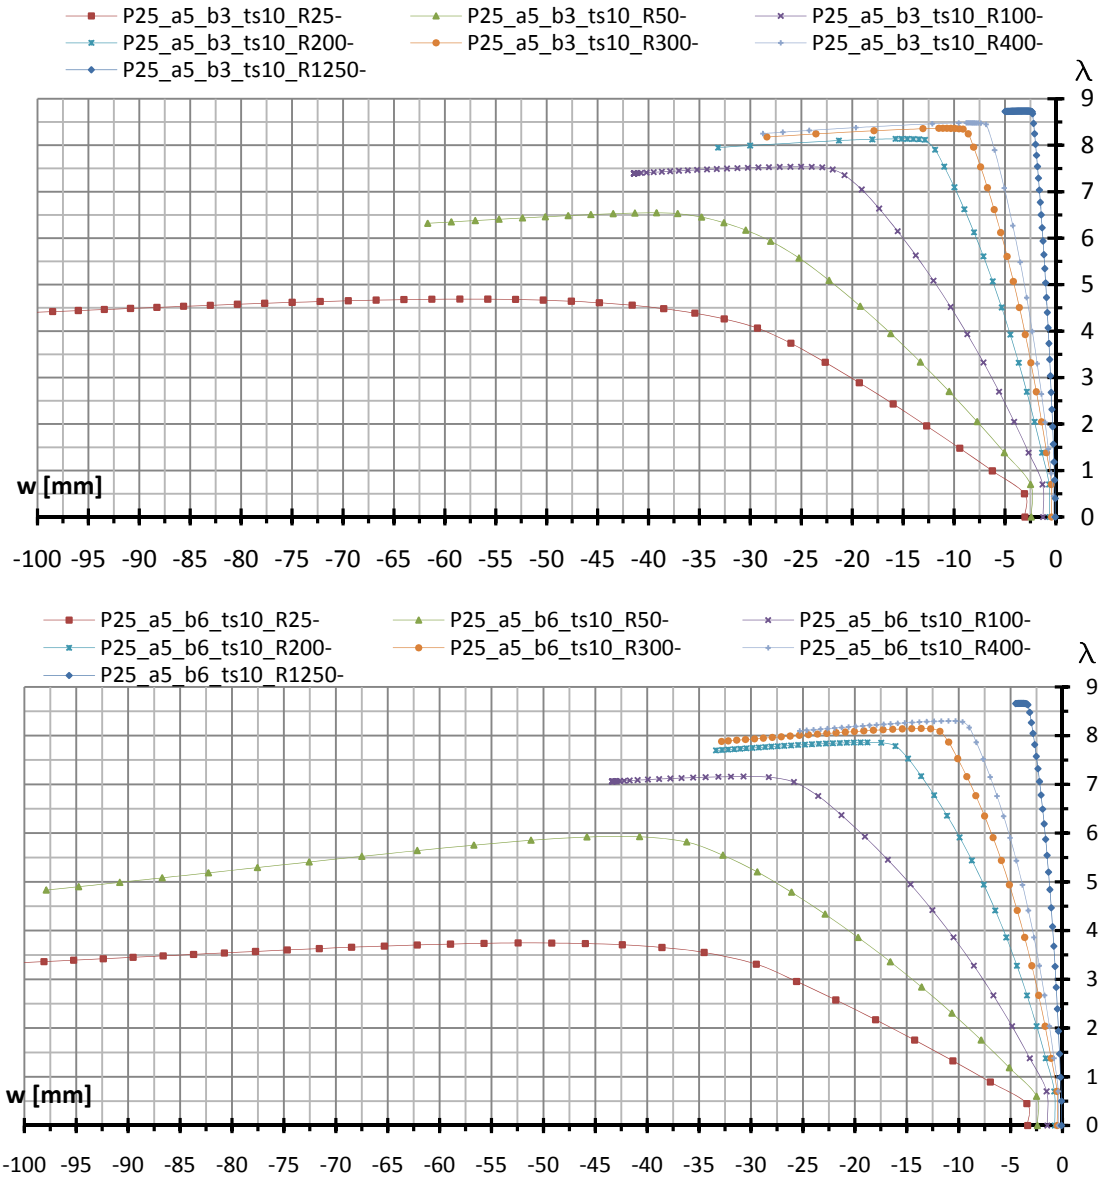 P25_a5_b3_ts10_R25- P25_a5_b3_ts10_R50- P25_a5_b3_ts10_R100-
P25_a5_b3_ts10_R200- P25_a5_b3_ts10_R300- P25_a5_b3_ts10_R400-
P25_a5_b3_ts10_R1250-
λ
9
8
7
6
5
4
3
2
1
0
w [mm]
-100 -95 -90 -85 -80 -75 -70 -65 -60 -55 -50 -45 -40 -35 -30 -25 -20 -15 -10 -5 0
P25_a5_b6_ts10_R25- P25_a5_b6_ts10_R50- P25_a5_b6_ts10_R100-
P25_a5_b6_ts10_R200- P25_a5_b6_ts10_R300- P25_a5_b6_ts10_R400-
P25_a5_b6_ts10_R1250-
λ
9
8
7
6
5
4
3
2
1
0
w [mm]
-100 -95 -90 -85 -80 -75 -70 -65 -60 -55 -50 -45 -40 -35 -30 -25 -20 -15 -10 -5 0